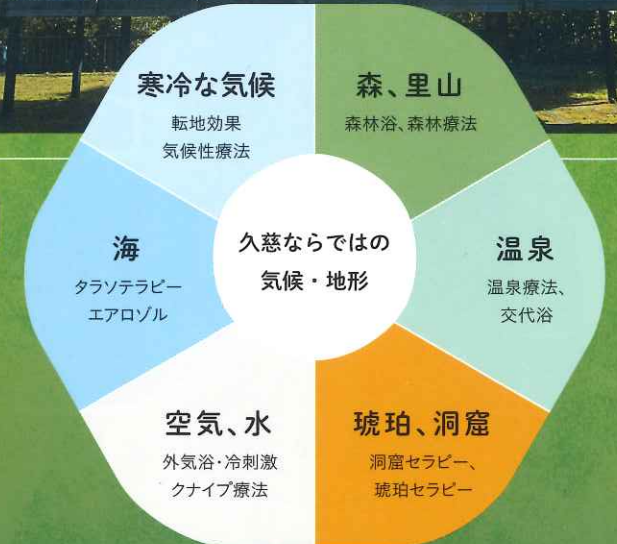 寒冷な気候
転地効果
気候性療法
森、里山
森林浴、森林療法
海
タラソテラピー
エアロゾル
久慈ならではの
気候・地形
温泉
温泉療法、
交代浴
空気、水
外気浴・冷刺激
クナイプ療法
琥珀、洞窟
洞窟セラピー、
琥珀セラピー